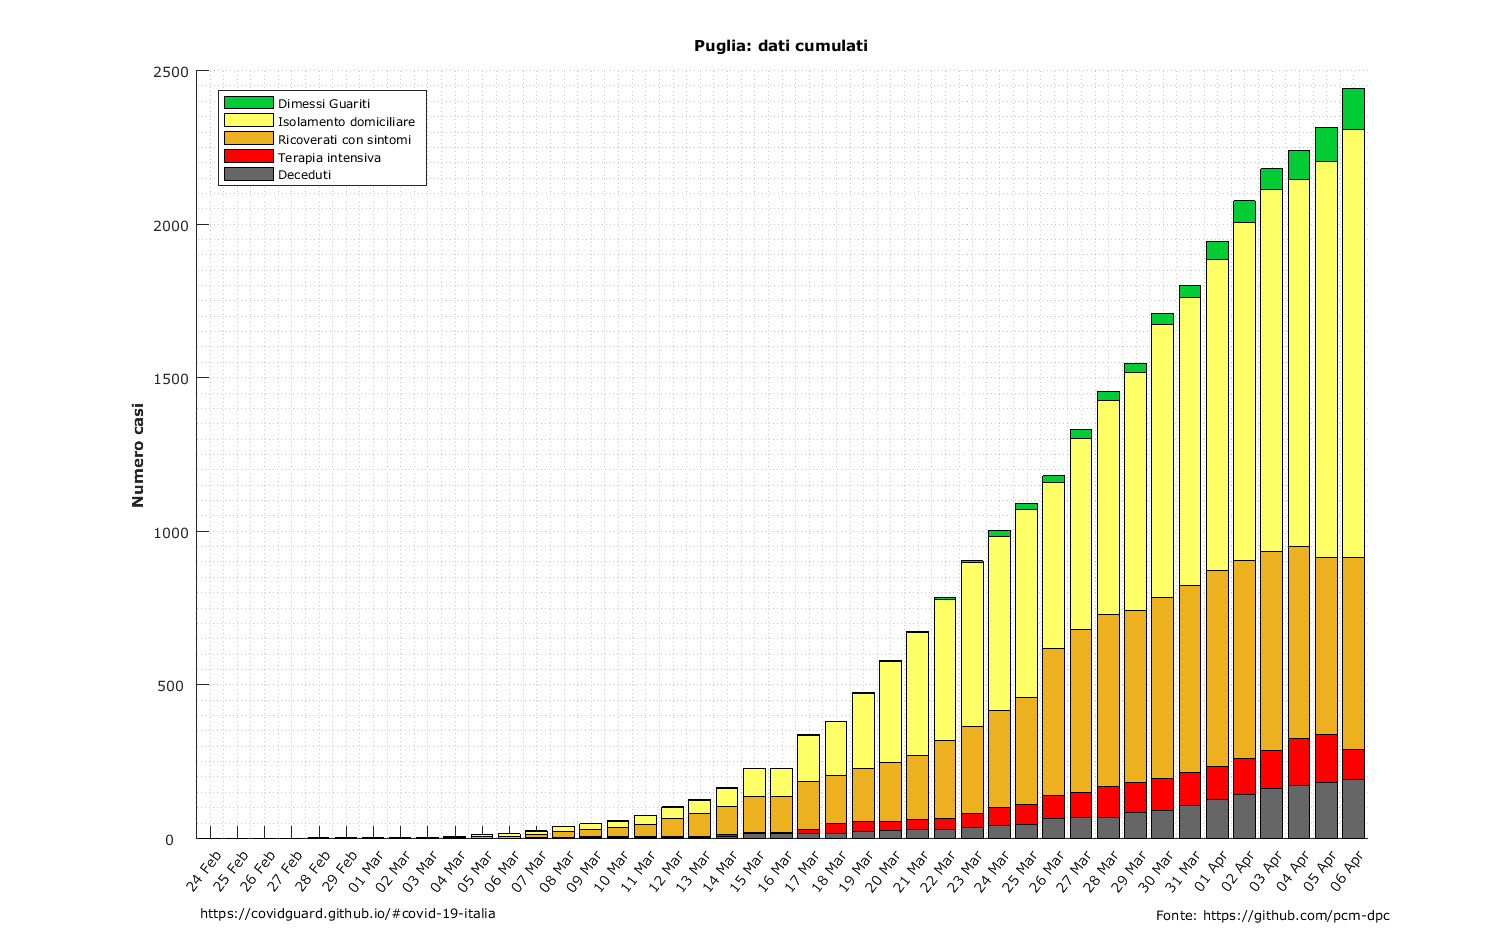 Puglia: dati cumulati
2500
2000
1500
1000
500
0
Numero casi
Dimessi Guariti
Isolamento domiciliare
Ricoverati con sintomi
Terapia intensiva
Deceduti
24 Feb
25 Feb
26 Feb
27 Feb
28 Feb
29 Feb
01 Mar
02 Mar
03 Mar
04 Mar
05 Mar
06 Mar
07 Mar
08 Mar
09 Mar
10 Mar
11 Mar
12 Mar
13 Mar
14 Mar
15 Mar
16 Mar
17 Mar
18 Mar
19 Mar
20 Mar
21 Mar
22 Mar
23 Mar
24 Mar
25 Mar
26 Mar
27 Mar
28 Mar
29 Mar
30 Mar
31 Mar
01 Apr
02 Apr
03 Apr
04 Apr
05 Apr
06 Apr
https://covidguard.github.io/#covid-19-italia
Fonte: https://github.com/pcm-dpc